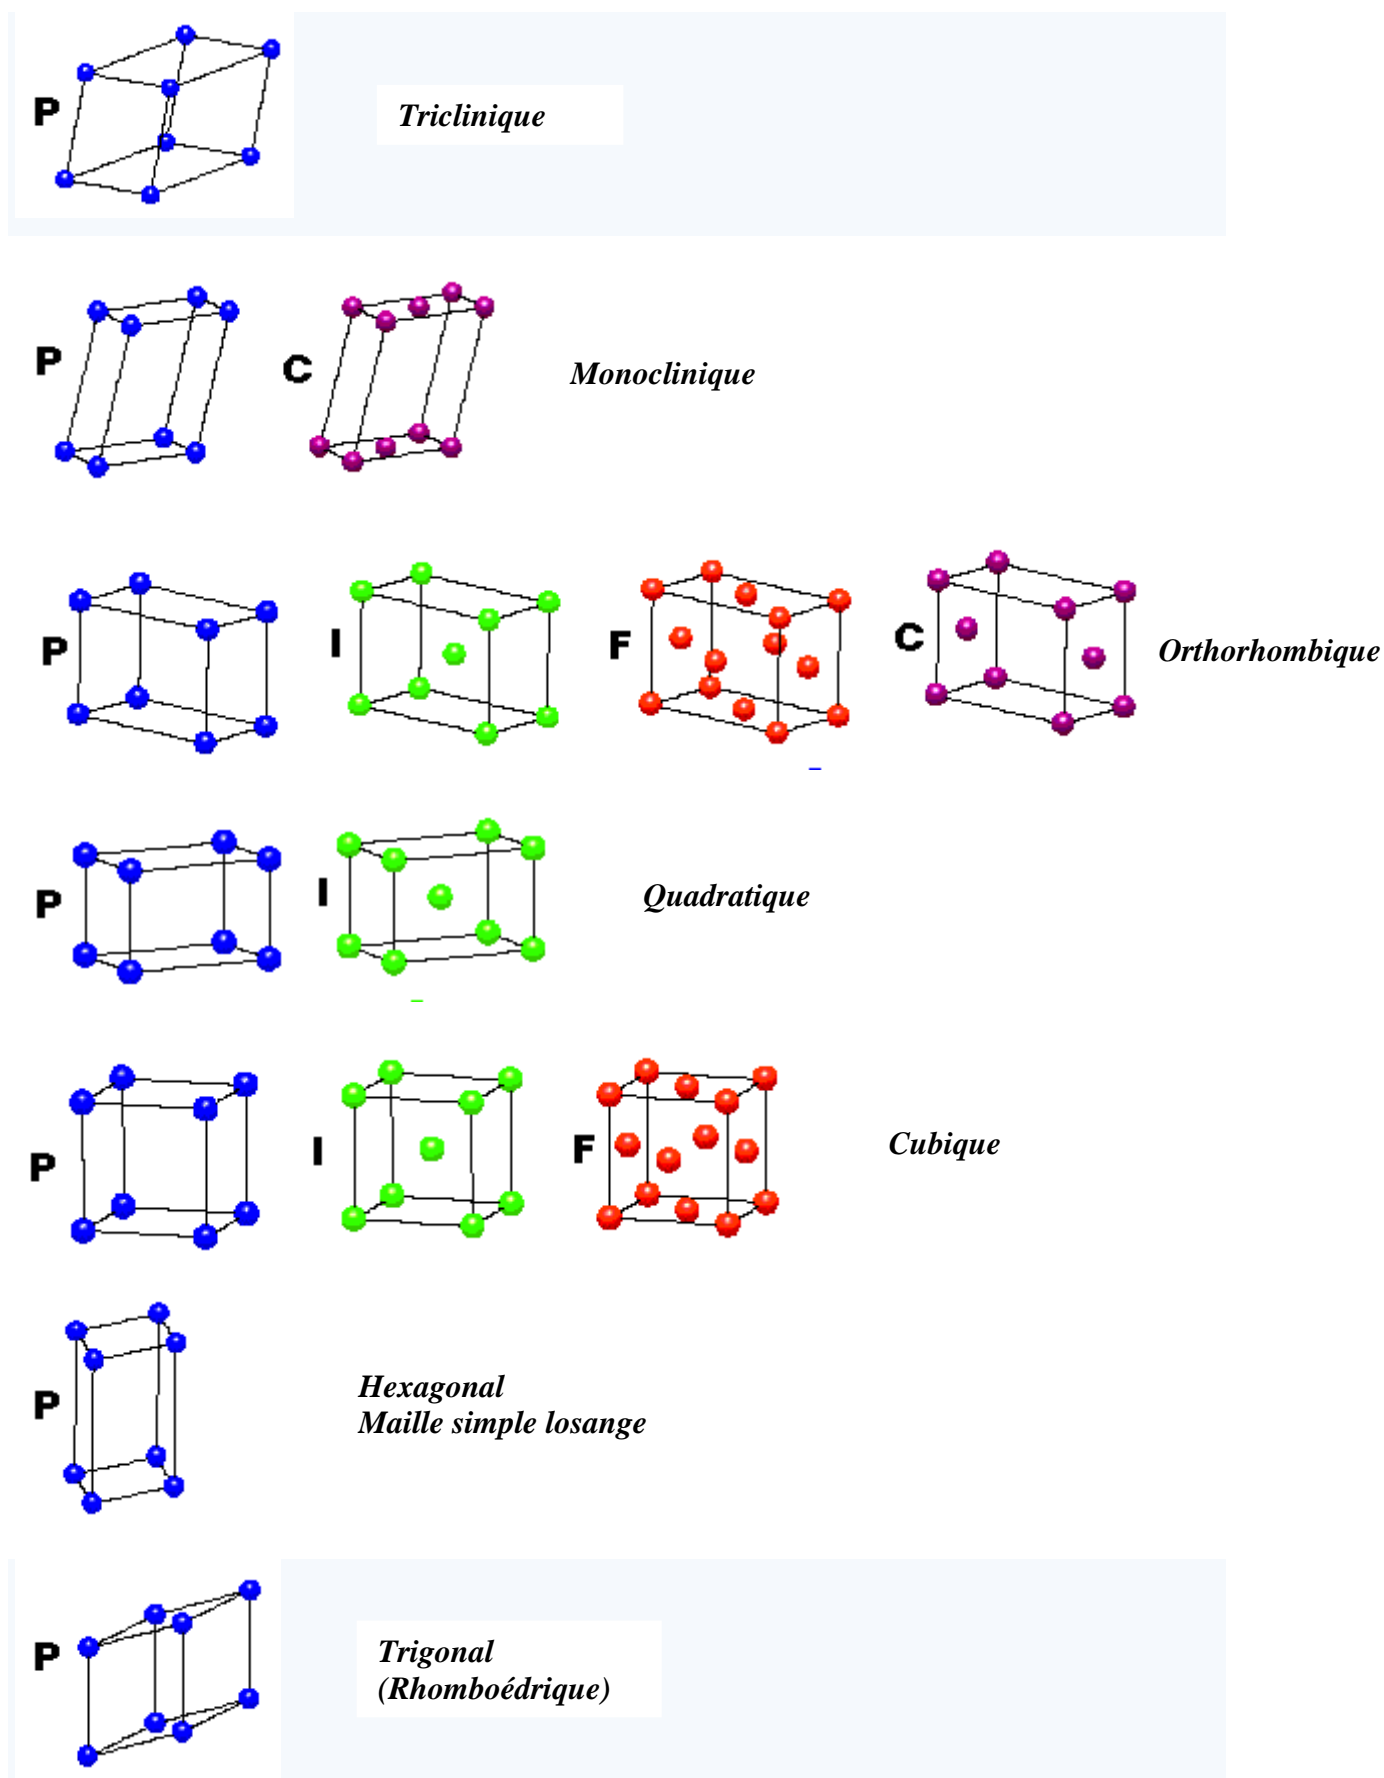 P
Triclinique
P
C
Monoclinique
P
I
F
C
Orthorhombique
P
I
Quadratique
P
I
F
Cubique
P
Hexagonal
Maille simple losange
P
Trigonal
(Rhomboédrique)